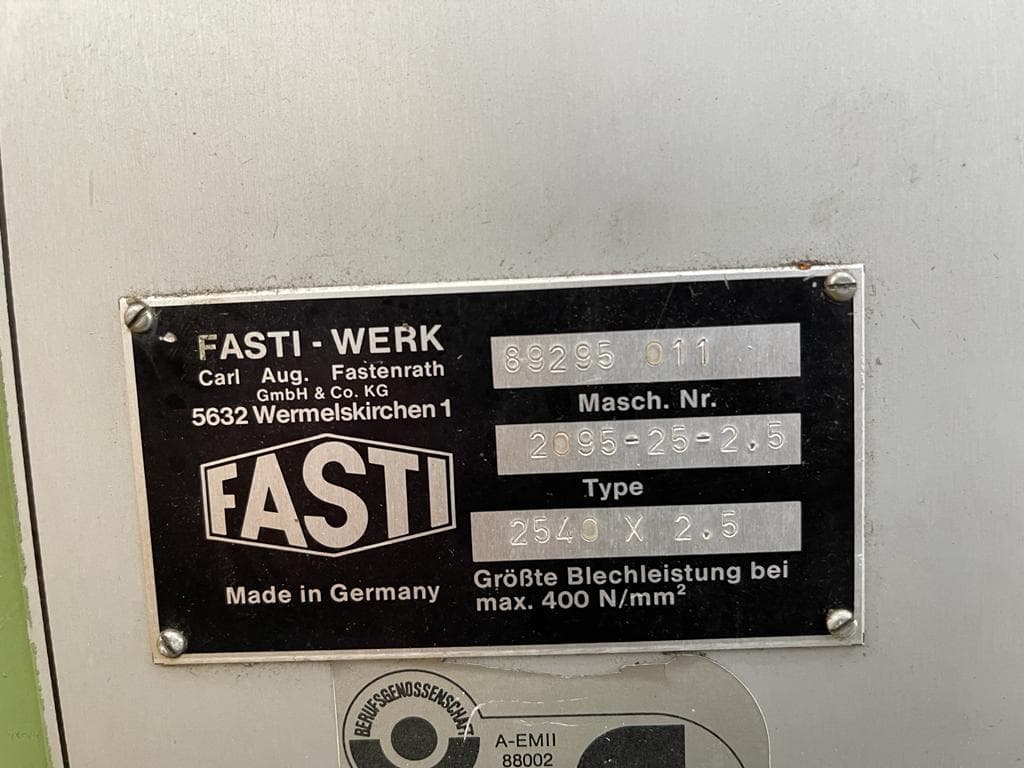 FASTI - WERK
Carl Aug. Fastenrath
GmbH & Co. KG
5632 Wermelskirchen 1
FASTI
Made in Germany
89295 011
Masch. Nr.
2095-25-2.5
Type
2540 X 2.5
Größte Blechleistung bei
max. 400 N/mm²
BERUFSGENOSSENSCHAFT
A-EMII
88002